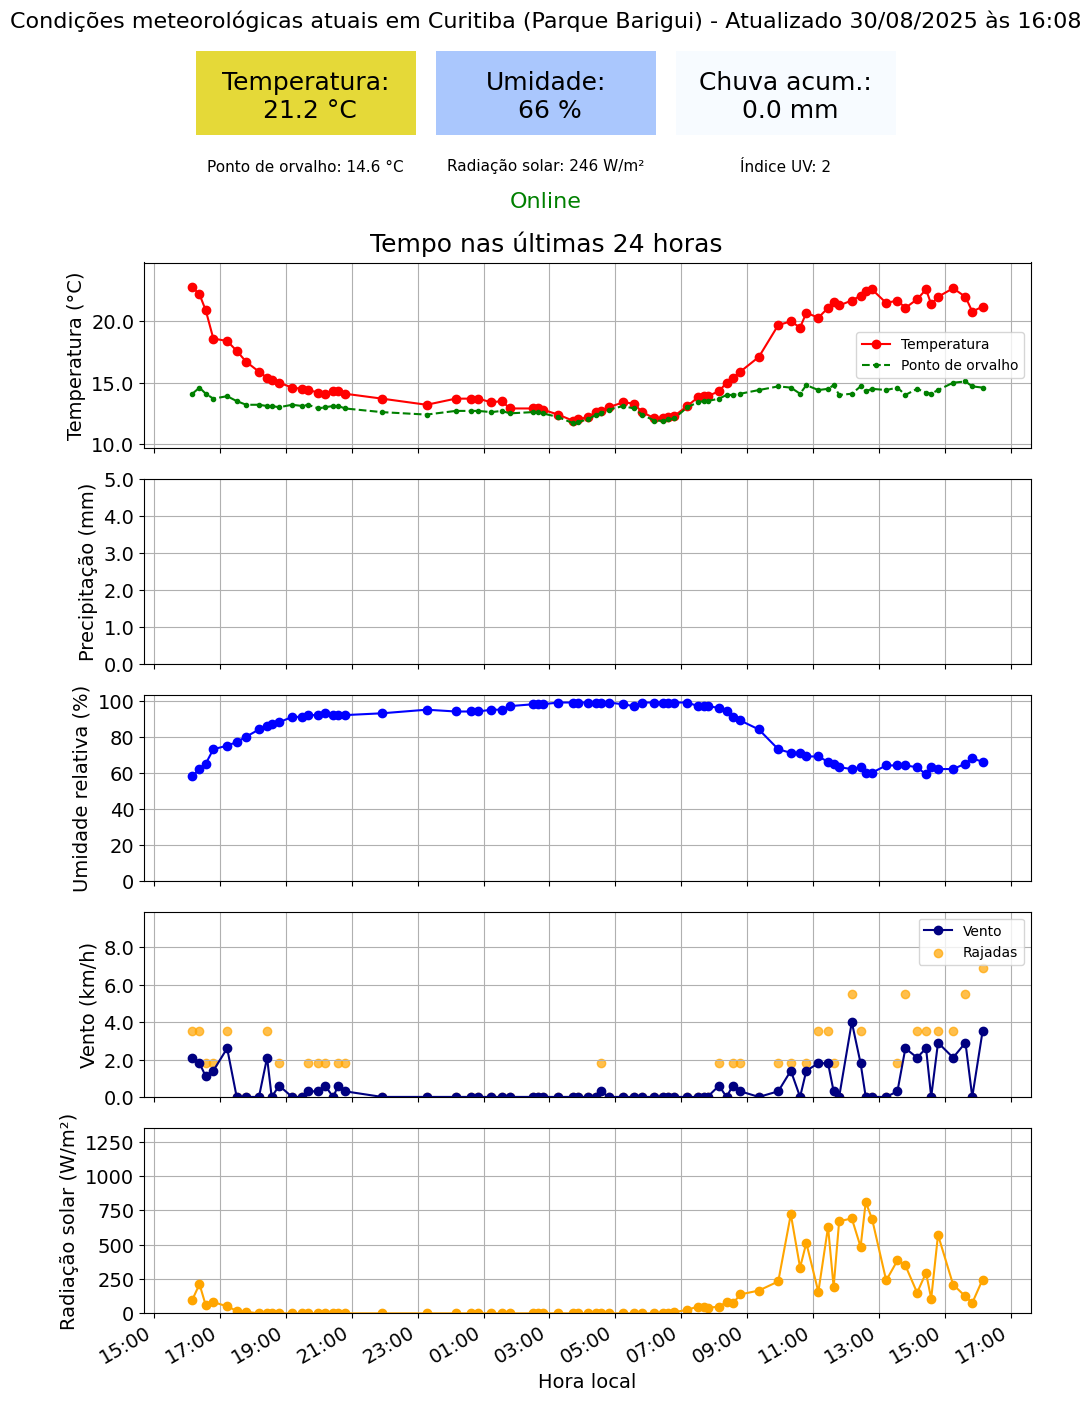 Condições meteorológicas atuais em Curitiba (Parque Barigui) - Atualizado 30/08/2025 às 16:08
Temperatura:
21.2 °C
Umidade:
66 %
Chuva acum.:
0.0 mm
Ponto de orvalho: 14.6 °C
Radiação solar: 246 W/m²
Índice UV: 2
Online
Tempo nas últimas 24 horas
Temperatura (°C)
20.0
15.0
10.0
Temperatura
Ponto de orvalho
Precipitação (mm)
5.0
4.0
3.0
2.0
1.0
0.0
Umidade relativa (%)
100
80
60
40
20
0
Vento (km/h)
8.0
6.0
4.0
2.0
0.0
Vento
Rajadas
Radiação solar (W/m²)
1250
1000
750
500
250
0
15:00
17:00
19:00
21:00
23:00
01:00
03:00
05:00
07:00
09:00
11:00
13:00
15:00
17:00
Hora local